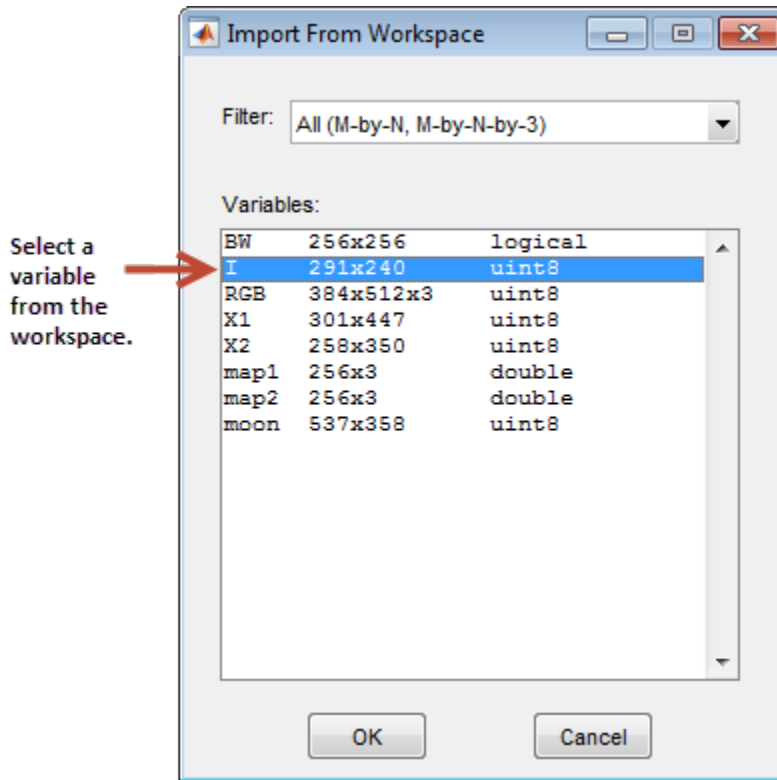 Import From Workspace
Filter: All (M-by-N, M-by-N-by-3)
Variables:
Select a
variable
from the
workspace.
BW 256x256 logical
I 291x240 uint8
RGB 384x512x3 uint8
X1 301x447 uint8
X2 258x350 uint8
map1 256x3 double
map2 256x3 double
moon 537x358 uint8
OK Cancel